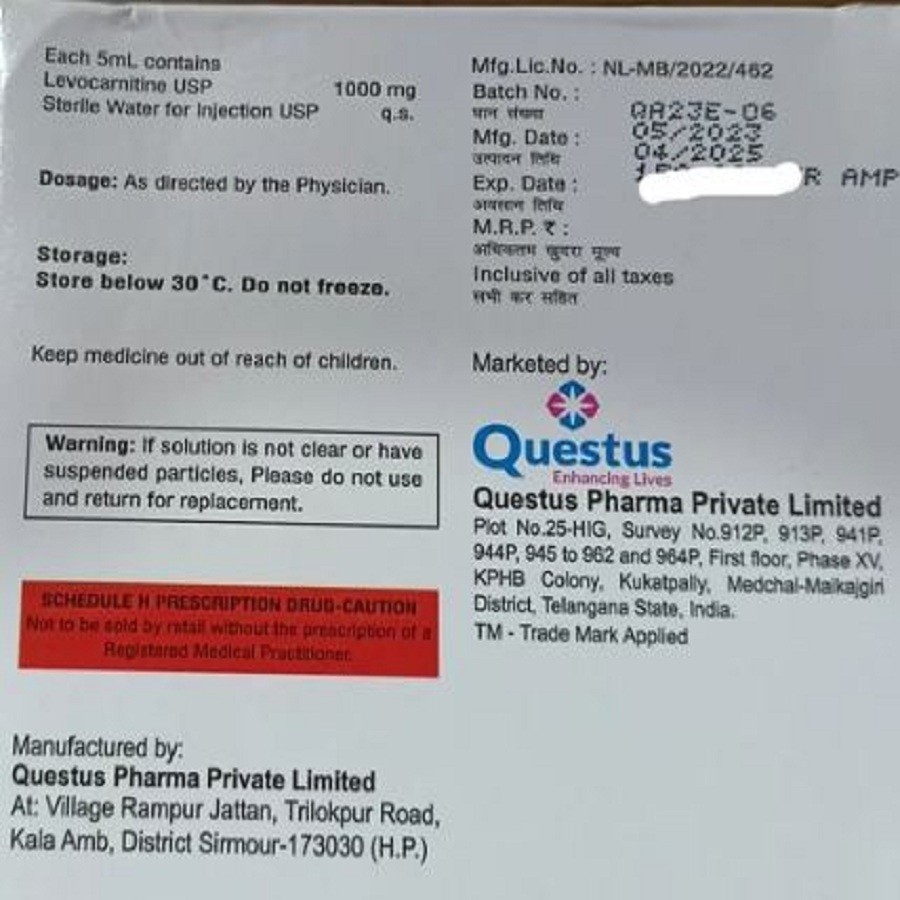 Each 5mL contains
Levocarnitine USP 1000 mg
Sterile Water for Injection USP q.s.
Dosage: As directed by the Physician.
Storage:
Store below 30°C. Do not freeze.
Keep medicine out of reach of children.
Warning: If solution is not clear or have
suspended particles, Please do not use
and return for replacement.
SCHEDULE H PRESCRIPTION DRUG-CAUTION
Not to be sold by retail without the prescription of a
Registered Medical Practitioner.
Manufactured by:
Questus Pharma Private Limited
At: Village Rampur Jattan, Trilokpur Road,
Kala Amb, District Sirmour-173030 (H.P.)
Mfg.Lic.No. : NL-MB/2022/462
Batch No. :
घान संख्या QA23E-06
Mfg. Date : 05/2023
उत्पादन तिथि 04/2025
Exp. Date : R AMP
अवसान तिथि
M.R.P. ₹ :
अधिकतम खुदरा मूल्य
Inclusive of all taxes
सभी कर सहित
Marketed by:
Questus
Enhancing Lives
Questus Pharma Private Limited
Plot No.25-HIG, Survey No.912P, 913P, 941P,
944P, 945 to 962 and 964P, First floor, Phase XV,
KPHB Colony, Kukatpally, Medchal-Malkajgiri
District, Telangana State, India.
TM - Trade Mark Applied